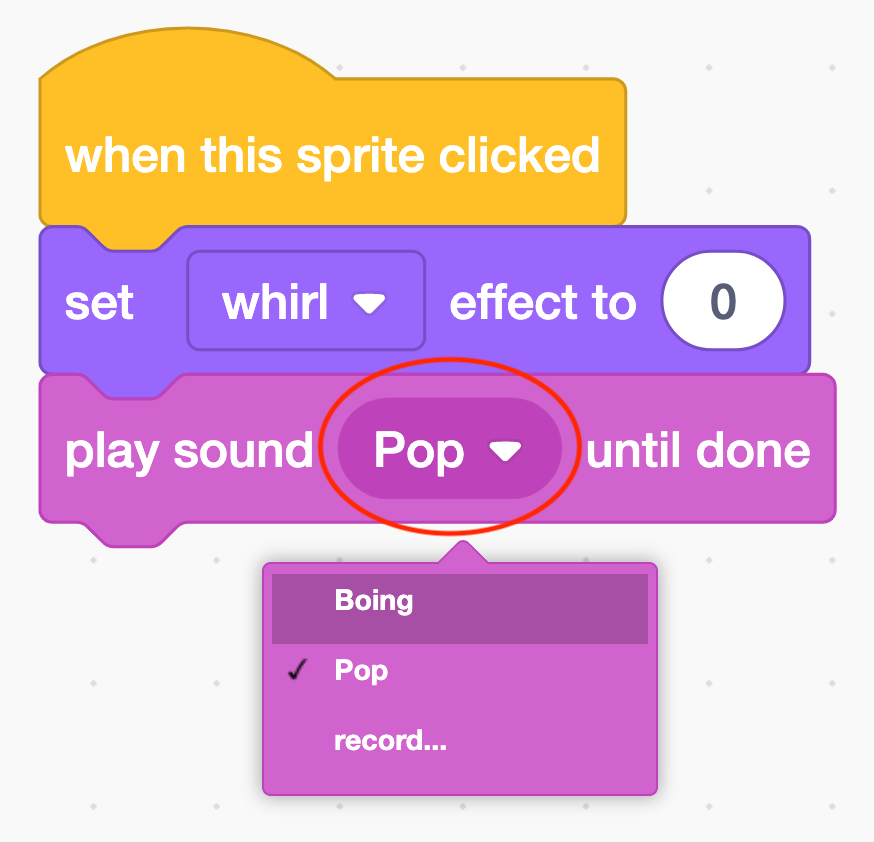 when this sprite clicked
set whirl effect to 0
play sound Pop until done
Boing
✓ Pop
record...